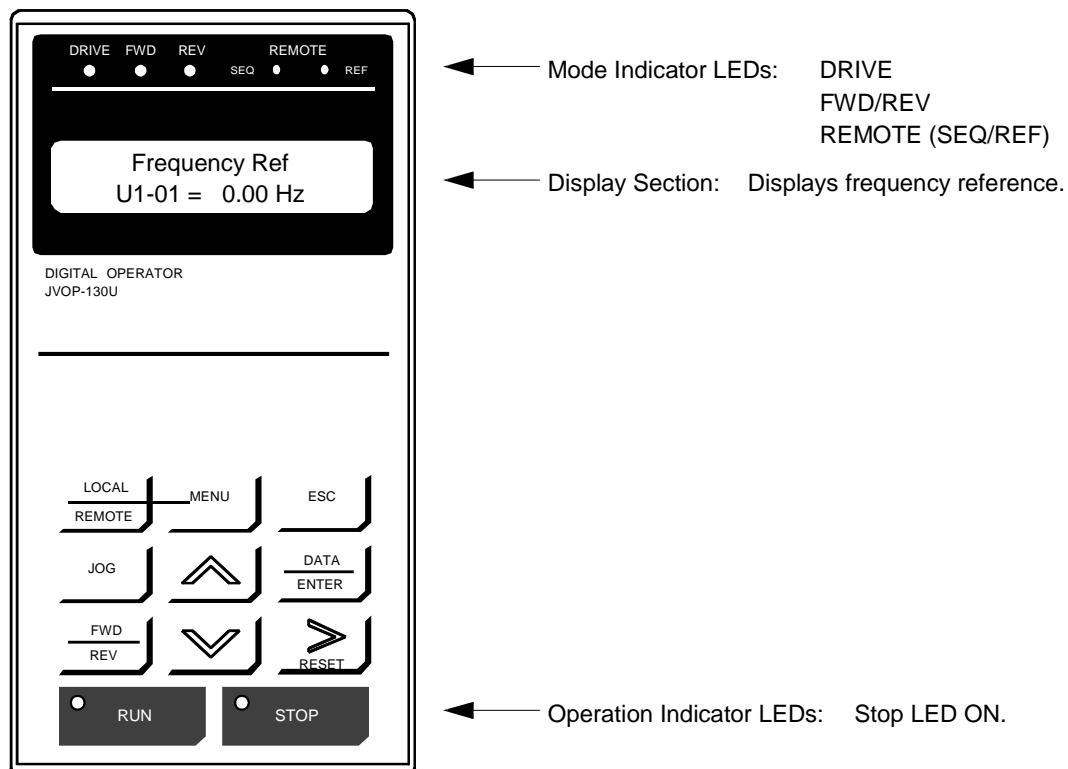 DRIVE FWD REV REMOTE
SEQ REF
Frequency Ref
U1-01 = 0.00 Hz
DIGITAL OPERATOR
JVOP-130U
LOCAL
REMOTE
MENU
ESC
JOG
DATA
ENTER
FWD
REV
RESET
RUN
STOP
Mode Indicator LEDs: DRIVE
FWD/REV
REMOTE (SEQ/REF)
Display Section: Displays frequency reference.
Operation Indicator LEDs: Stop LED ON.